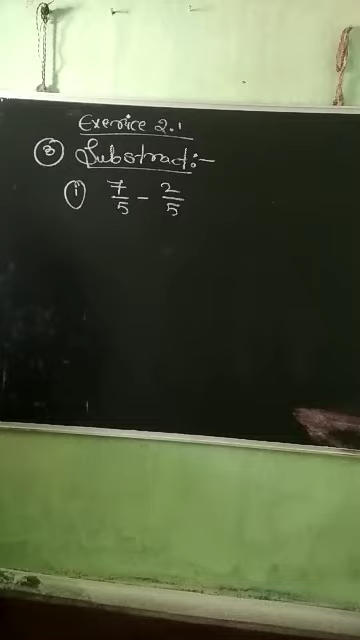 Exercise 2.1
③ Substract:-
(i) 7/5 - 2/5